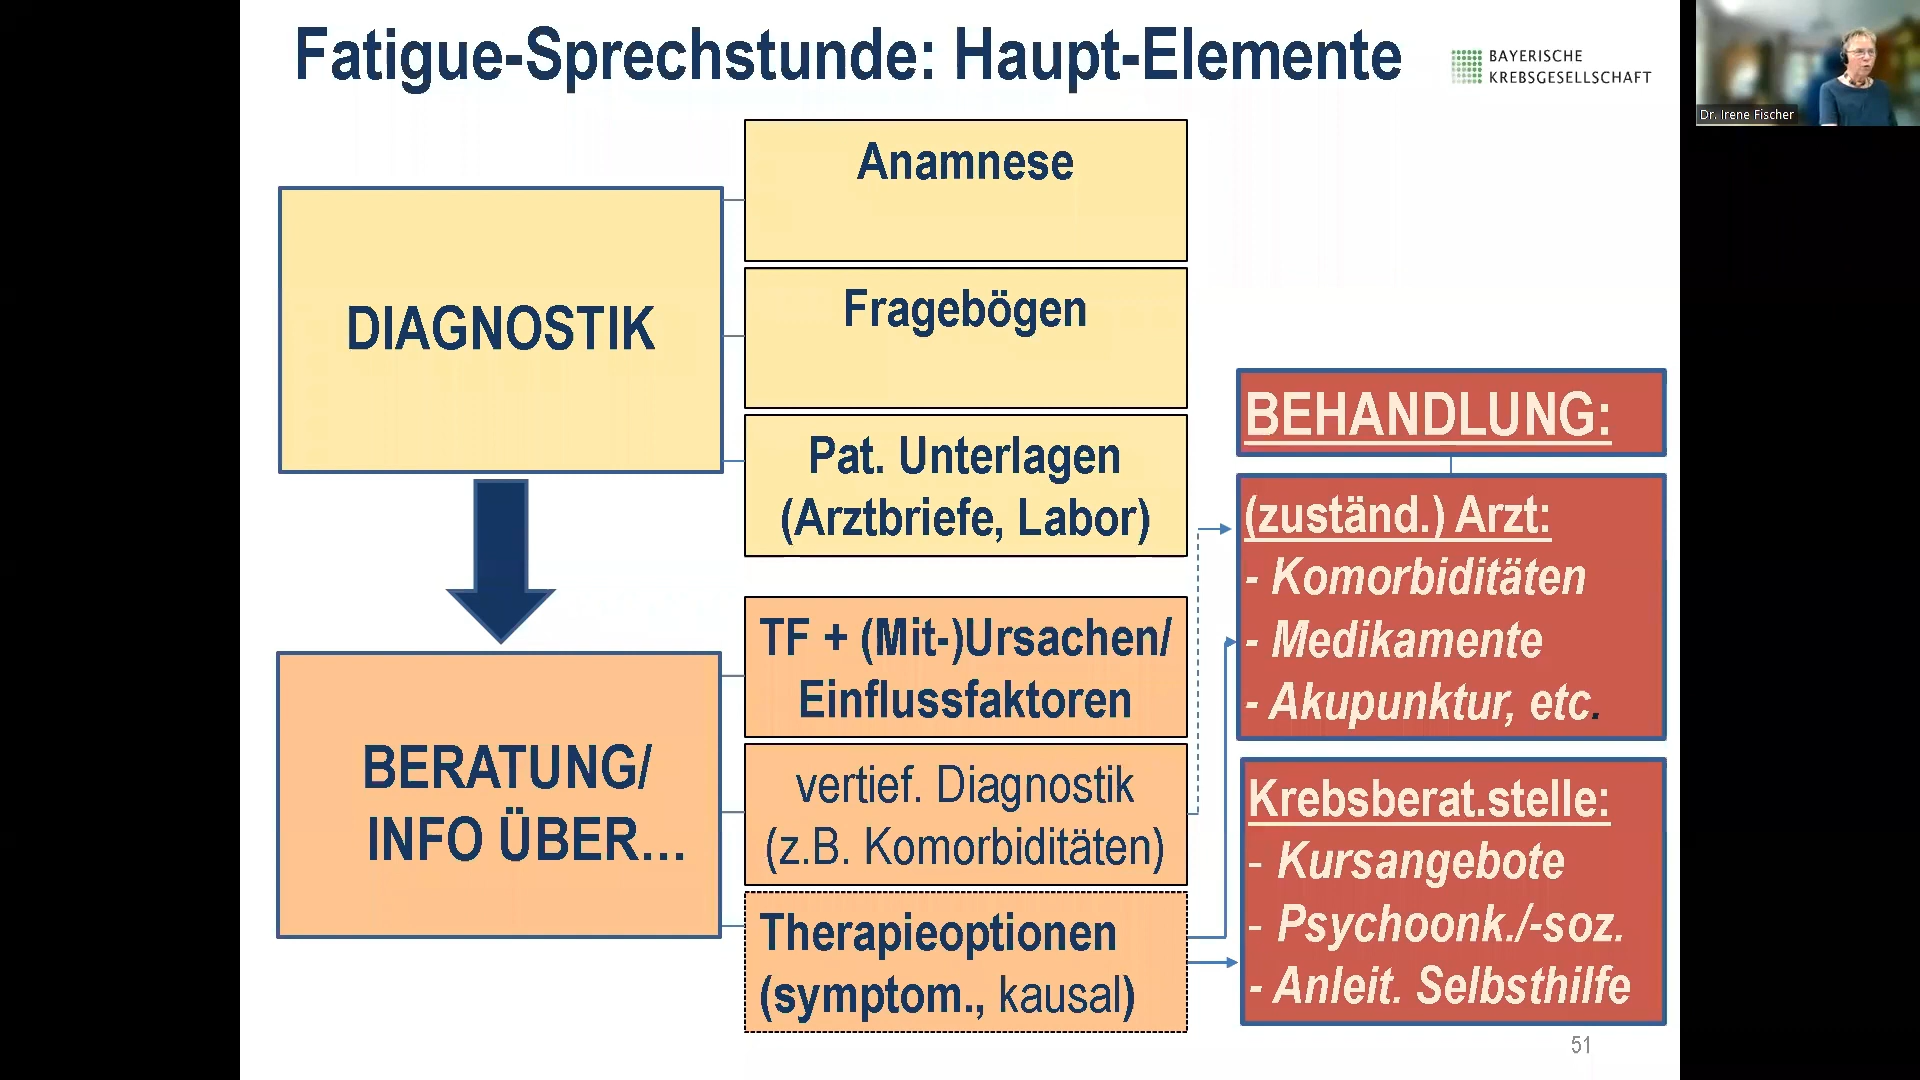 Fatigue-Sprechstunde: Haupt-Elemente
BAYERISCHE
KREBSGESELLSCHAFT
Dr. Irene Fischer
DIAGNOSTIK
Anamnese
Fragebögen
Pat. Unterlagen
(Arztbriefe, Labor)
BERATUNG/
INFO ÜBER...
TF + (Mit-)Ursachen/
Einflussfaktoren
vertief. Diagnostik
(z.B. Komorbiditäten)
Therapieoptionen
(symptom., kausal)
BEHANDLUNG:
(zuständ.) Arzt:
- Komorbiditäten
- Medikamente
- Akupunktur, etc.
Krebsberat.stelle:
- Kursangebote
- Psychoonk./-soz.
- Anleit. Selbsthilfe
51